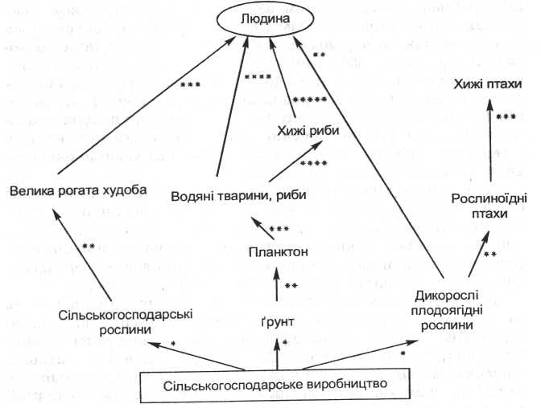 Людина
**
***
****
Хижі птахи
*****
***
Хижі риби
****
Велика рогата худоба
Водяні тварини, риби
Рослиноїдні
птахи
***
**
Планктон
**
**
Дикорослі
плодоягідні
рослини
Сільськогосподарські
рослини
ґрунт
*
*
*
Сільськогосподарське виробництво